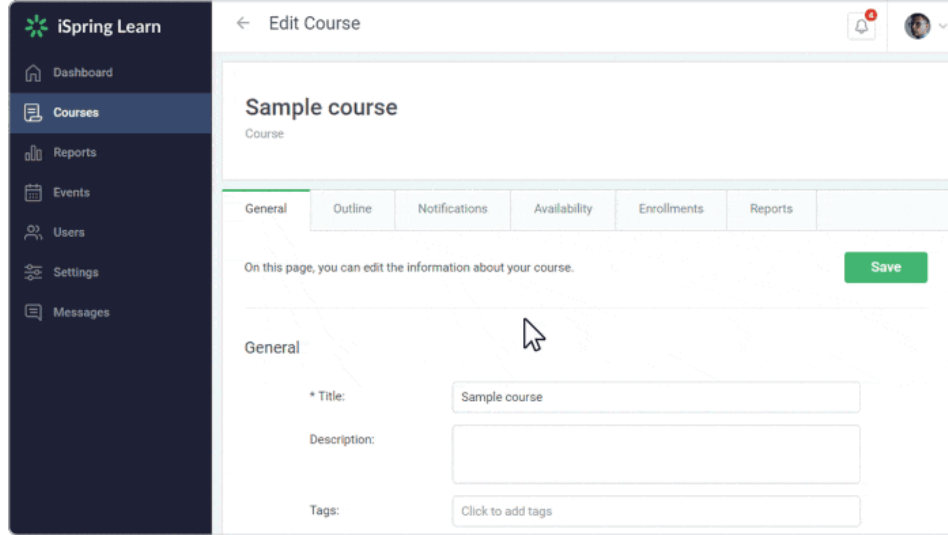 iSpring Learn
Dashboard
Courses
Reports
Events
Users
Settings
Messages
Edit Course
4
Sample course
Course
General Outline Notifications Availability Enrollments Reports
On this page, you can edit the information about your course.
Save
General
* Title: Sample course
Description:
Tags: Click to add tags